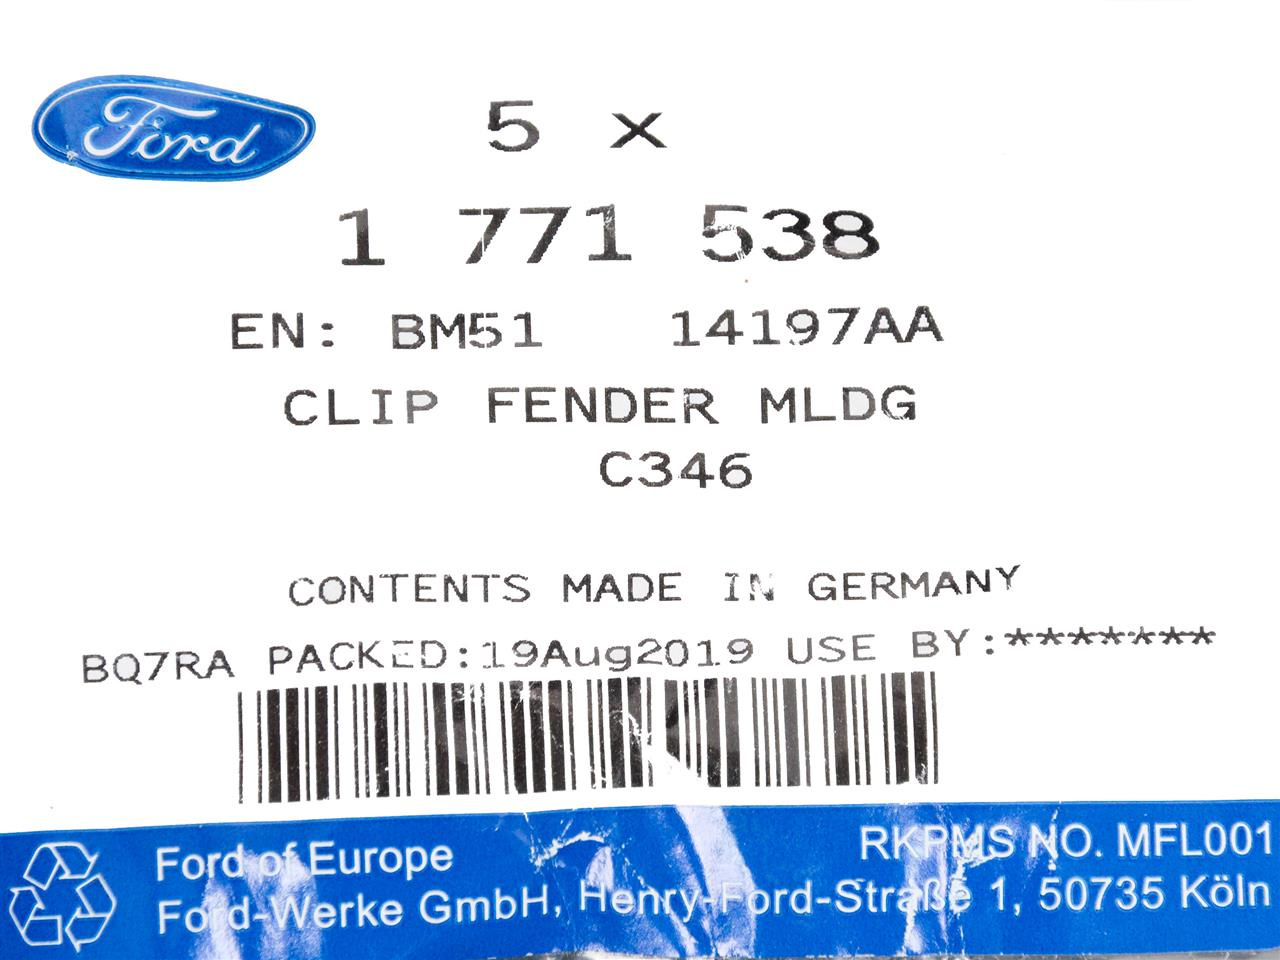 Ford
5 x
1 771 538
EN: BM51 14197AA
CLIP FENDER MLDG
C346
CONTENTS MADE IN GERMANY
BQ7RA PACKED:19Aug2019 USE BY:*******
Ford of Europe
RKPMS NO. MFL001
Ford-Werke GmbH, Henry-Ford-Straße 1, 50735 Köln